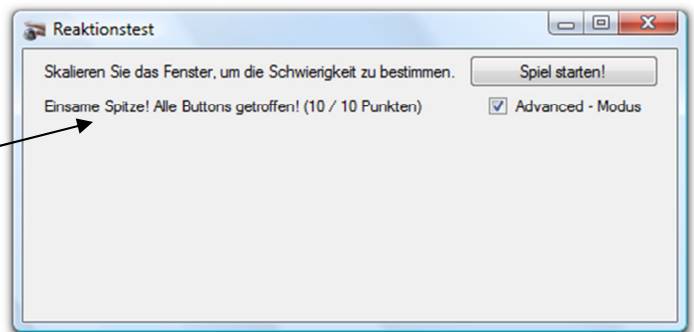 Reaktionstest
Skalieren Sie das Fenster, um die Schwierigkeit zu bestimmen. Spiel starten!
Einsame Spitze! Alle Buttons getroffen! (10 / 10 Punkten) Advanced - Modus